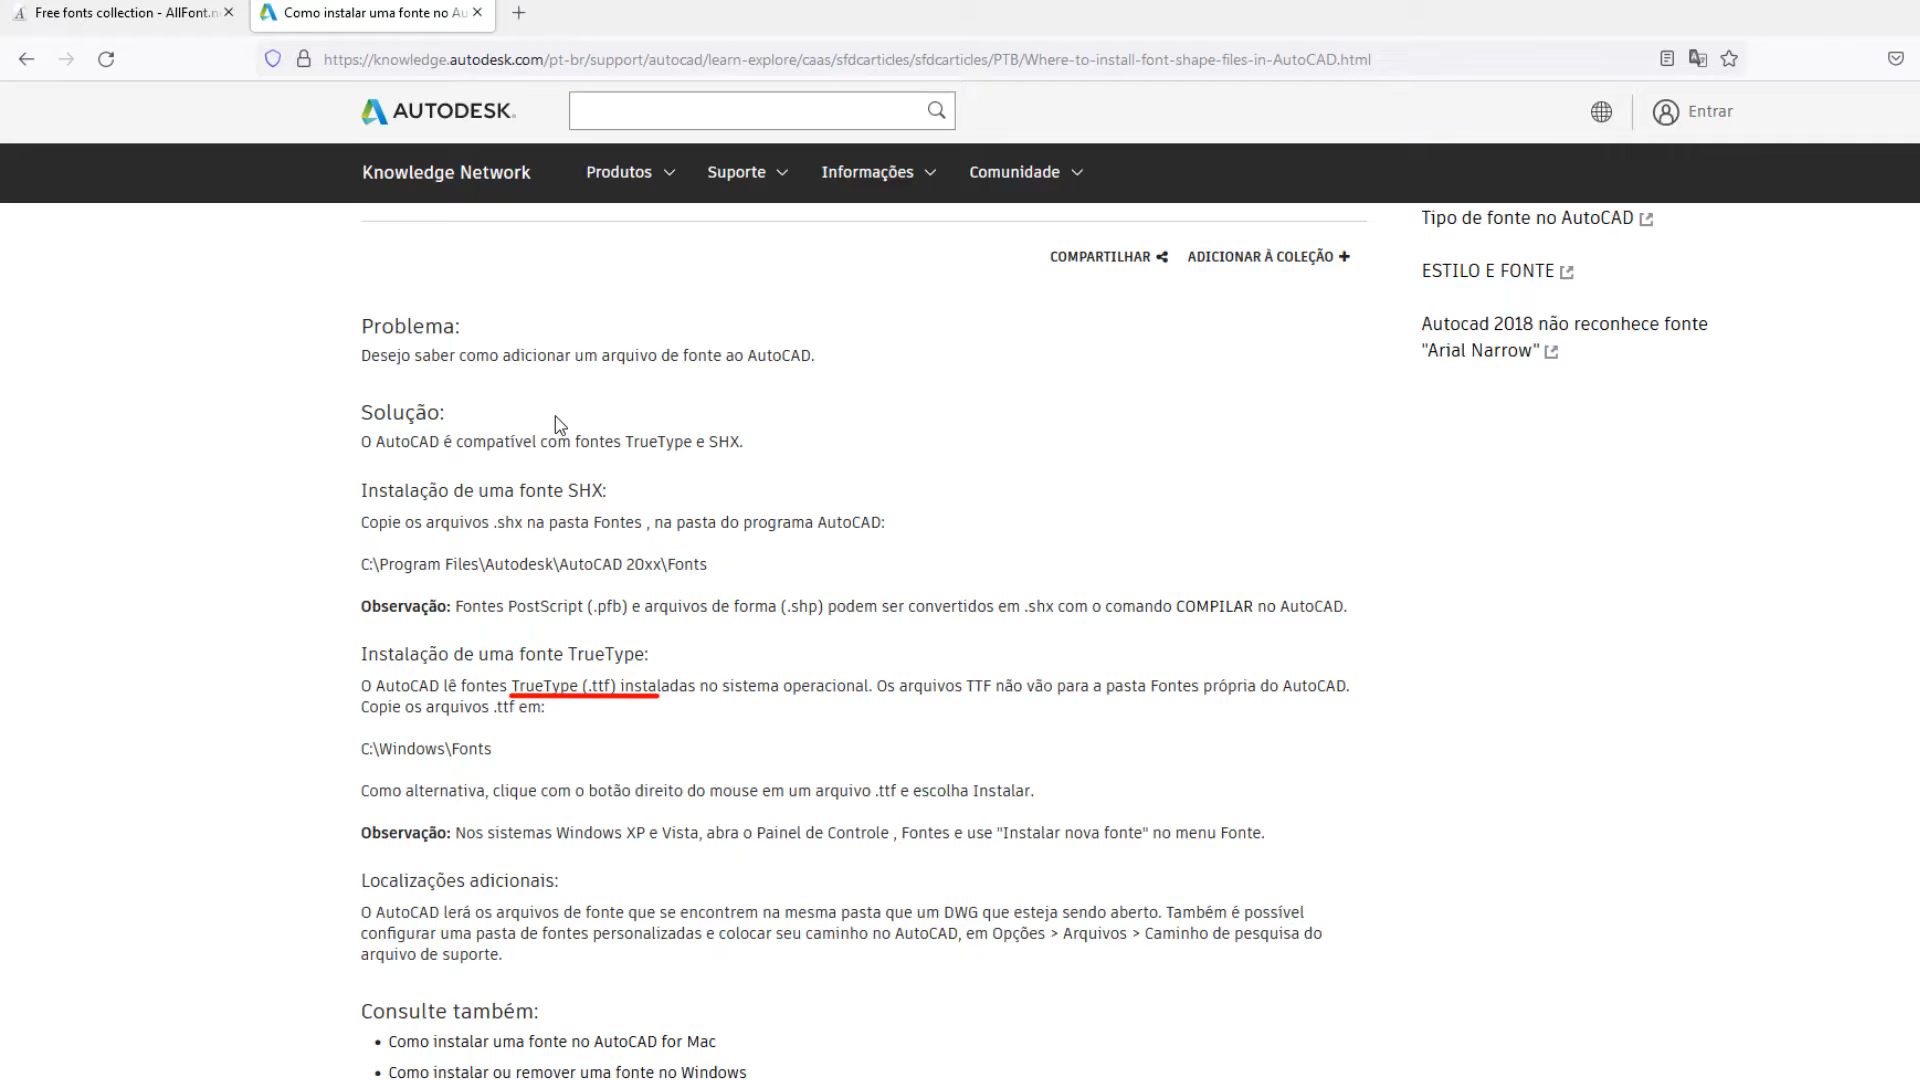 Free fonts collection - AllFont.n
Como instalar uma fonte no Au
https://knowledge.autodesk.com/pt-br/support/autocad/learn-explore/caas/sfdcarticles/sfdcarticles/PTB/Where-to-install-font-shape-files-in-AutoCAD.html
AUTODESK.
Entrar
Knowledge Network Produtos Suporte Informações Comunidade
Tipo de fonte no AutoCAD
COMPARTILHAR ADICIONAR À COLEÇÃO +
ESTILO E FONTE
Autocad 2018 não reconhece fonte
"Arial Narrow"
Problema:
Desejo saber como adicionar um arquivo de fonte ao AutoCAD.
Solução:
O AutoCAD é compatível com fontes TrueType e SHX.
Instalação de uma fonte SHX:
Copie os arquivos .shx na pasta Fontes , na pasta do programa AutoCAD:
C:\Program Files\Autodesk\AutoCAD 20xx\Fonts
Observação: Fontes PostScript (.pfb) e arquivos de forma (.shp) podem ser convertidos em .shx com o comando COMPILAR no AutoCAD.
Instalação de uma fonte TrueType:
O AutoCAD lê fontes TrueType (.ttf) instaladas no sistema operacional. Os arquivos TTF não vão para a pasta Fontes própria do AutoCAD.
Copie os arquivos .ttf em:
C:\Windows\Fonts
Como alternativa, clique com o botão direito do mouse em um arquivo .ttf e escolha Instalar.
Observação: Nos sistemas Windows XP e Vista, abra o Painel de Controle , Fontes e use "Instalar nova fonte" no menu Fonte.
Localizações adicionais:
O AutoCAD lerá os arquivos de fonte que se encontrem na mesma pasta que um DWG que esteja sendo aberto. Também é possível
configurar uma pasta de fontes personalizadas e colocar seu caminho no AutoCAD, em Opções > Arquivos > Caminho de pesquisa do
arquivo de suporte.
Consulte também:
• Como instalar uma fonte no AutoCAD for Mac
• Como instalar ou remover uma fonte no Windows